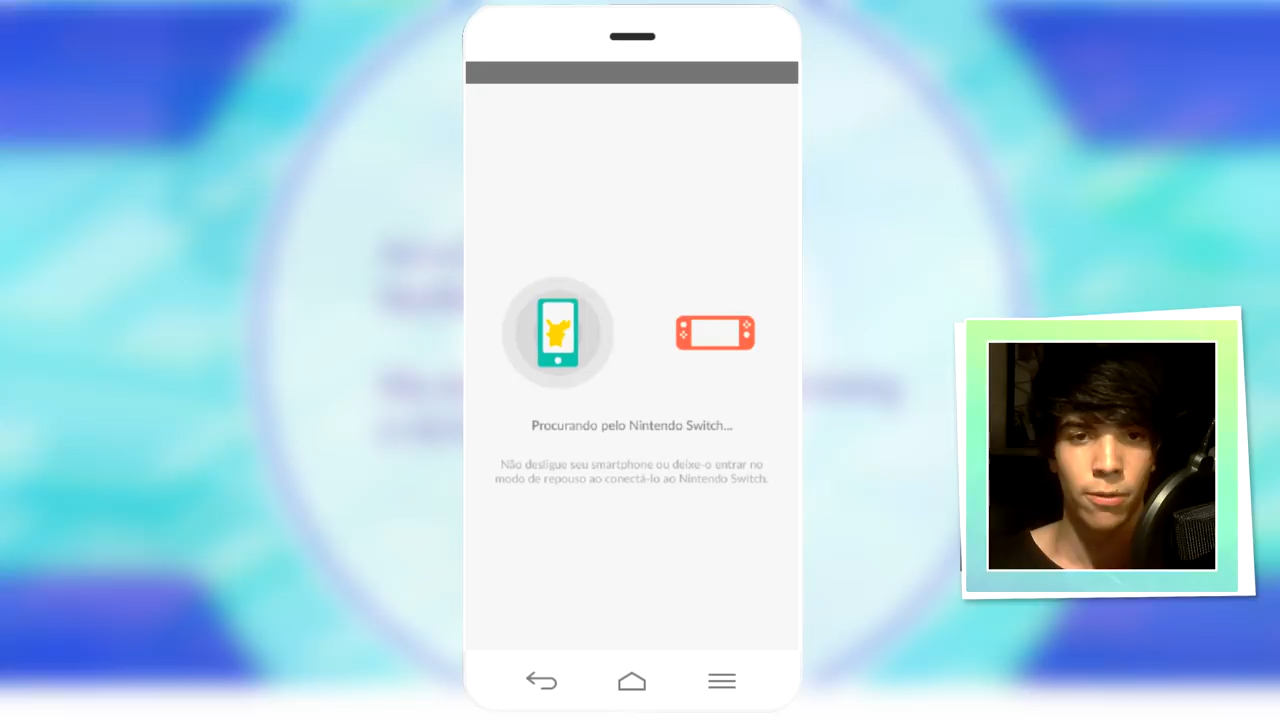 Procurando pelo Nintendo Switch...
Não desligue seu smartphone ou deixe-o entrar no
modo de repouso ao conectá-lo ao Nintendo Switch.